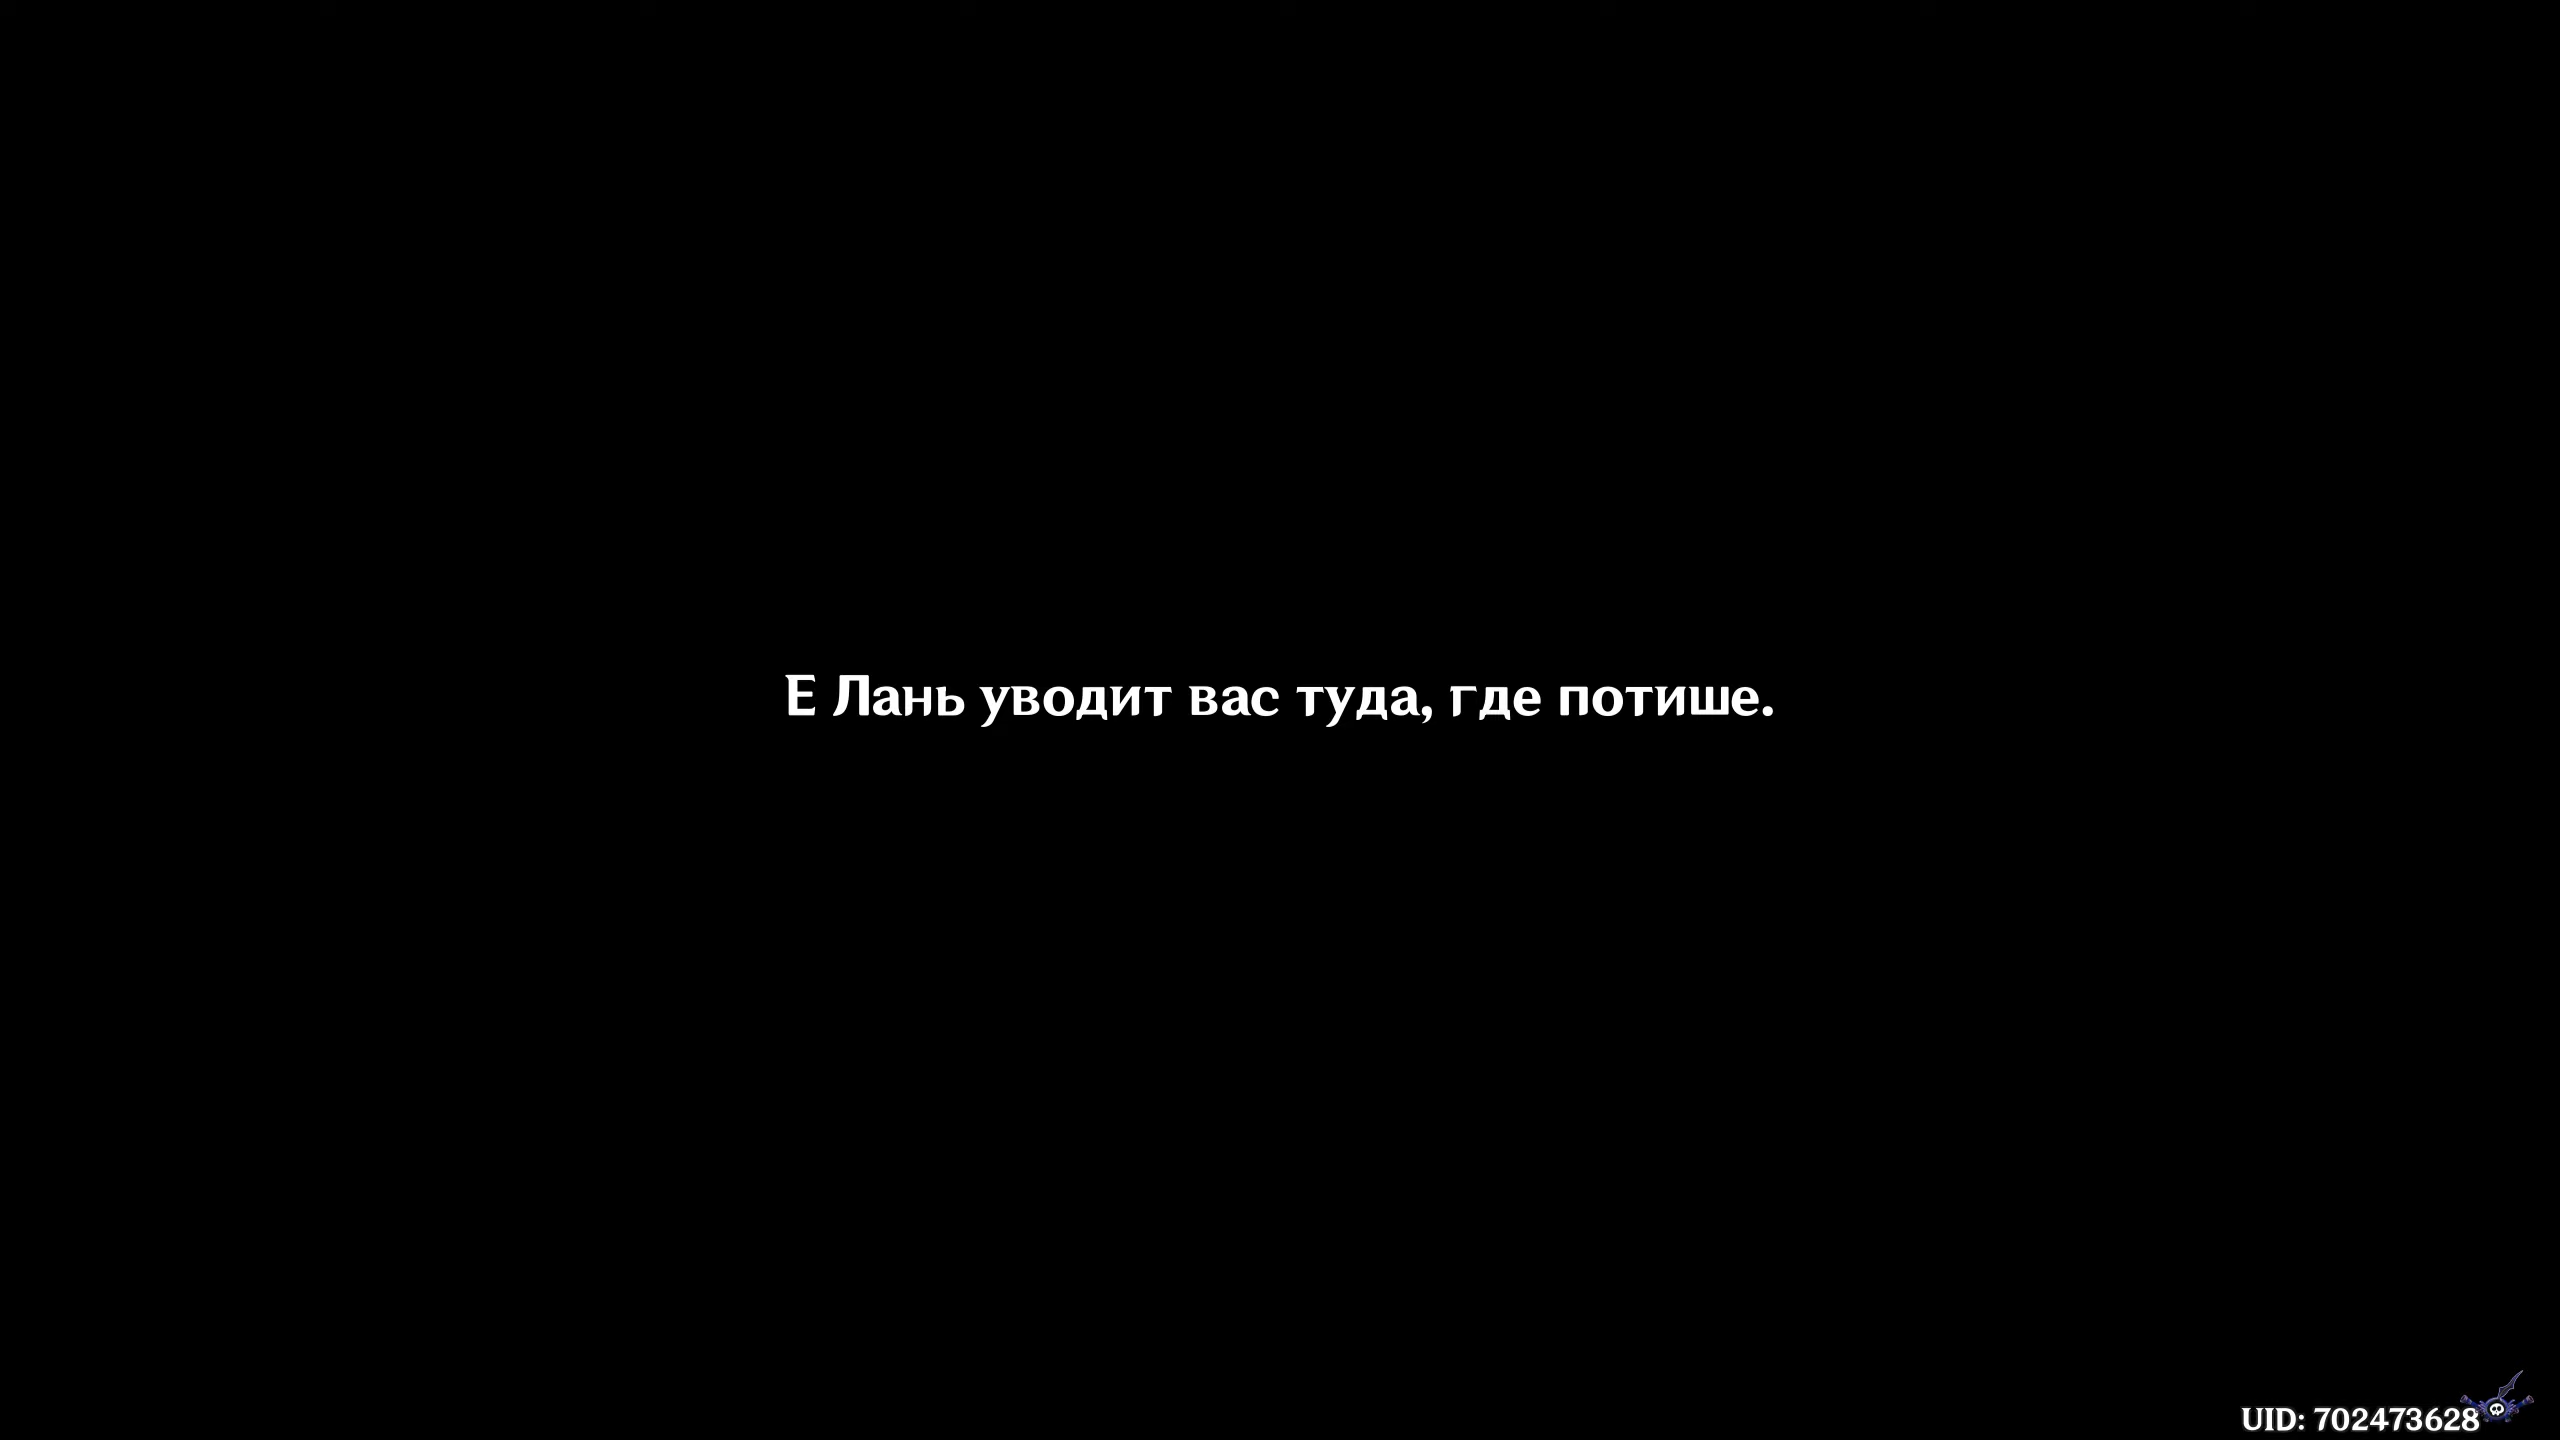 Е Лань уводит вас туда, где потише.
UID: 702473628